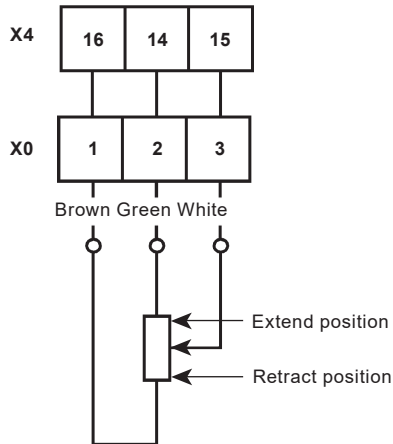 X4 16 14 15
X0 1 2 3
Brown Green White
Extend position
Retract position